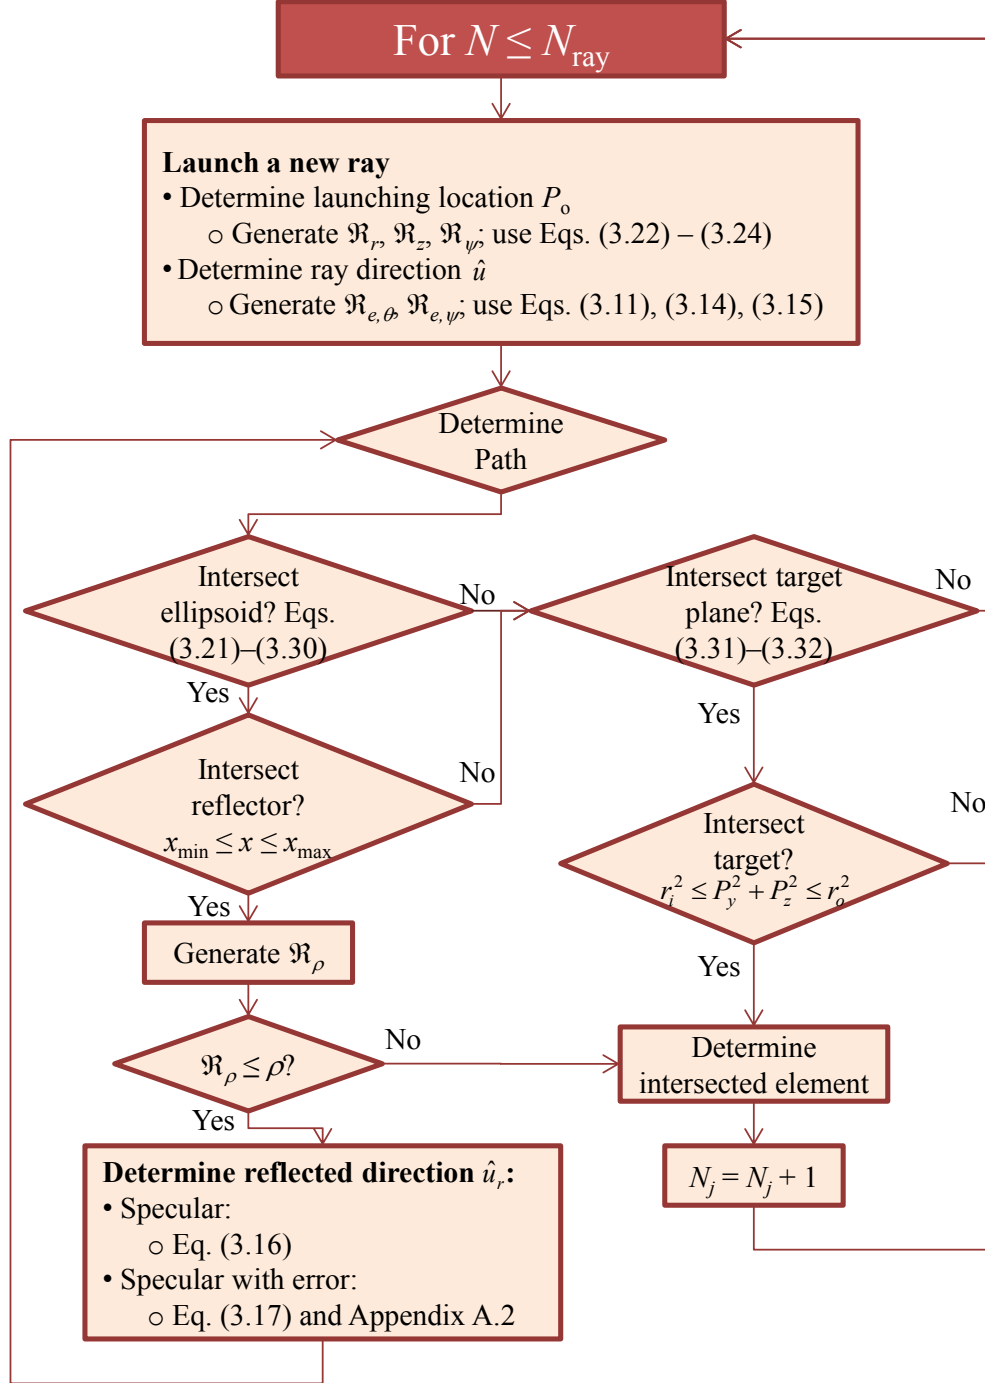 For N ≤ N_ray
Launch a new ray
• Determine launching location P_o
o Generate ℜ_r, ℜ_z, ℜ_ψ; use Eqs. (3.22) – (3.24)
• Determine ray direction û
o Generate ℜ_e,θ, ℜ_e,ψ; use Eqs. (3.11), (3.14), (3.15)
Determine
Path
Intersect
ellipsoid? Eqs.
(3.21)–(3.30)
No
Yes
Intersect
reflector?
x_min ≤ x ≤ x_max
No
Yes
Generate ℜ_ρ
ℜ_ρ ≤ ρ?
No
Yes
Determine reflected direction û_r:
• Specular:
o Eq. (3.16)
• Specular with error:
o Eq. (3.17) and Appendix A.2
Intersect target
plane? Eqs.
(3.31)–(3.32)
No
Yes
Intersect
target?
r_i^2 ≤ P_y^2 + P_z^2 ≤ r_o^2
No
Yes
Determine
intersected element
N_j = N_j + 1